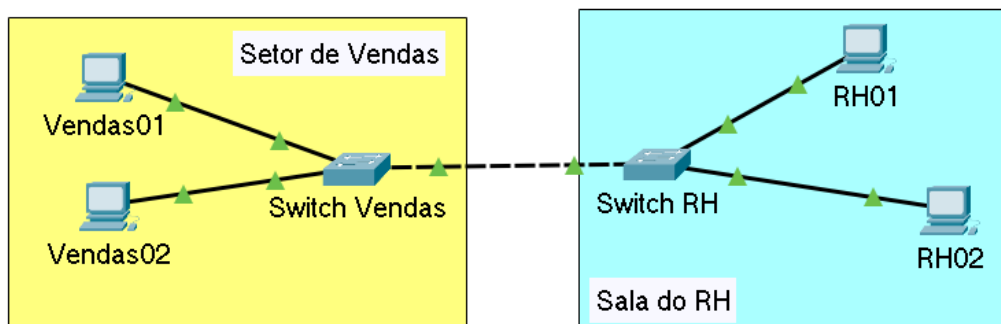 Setor de Vendas
Vendas01
Vendas02
Switch Vendas
RH01
Switch RH
RH02
Sala do RH